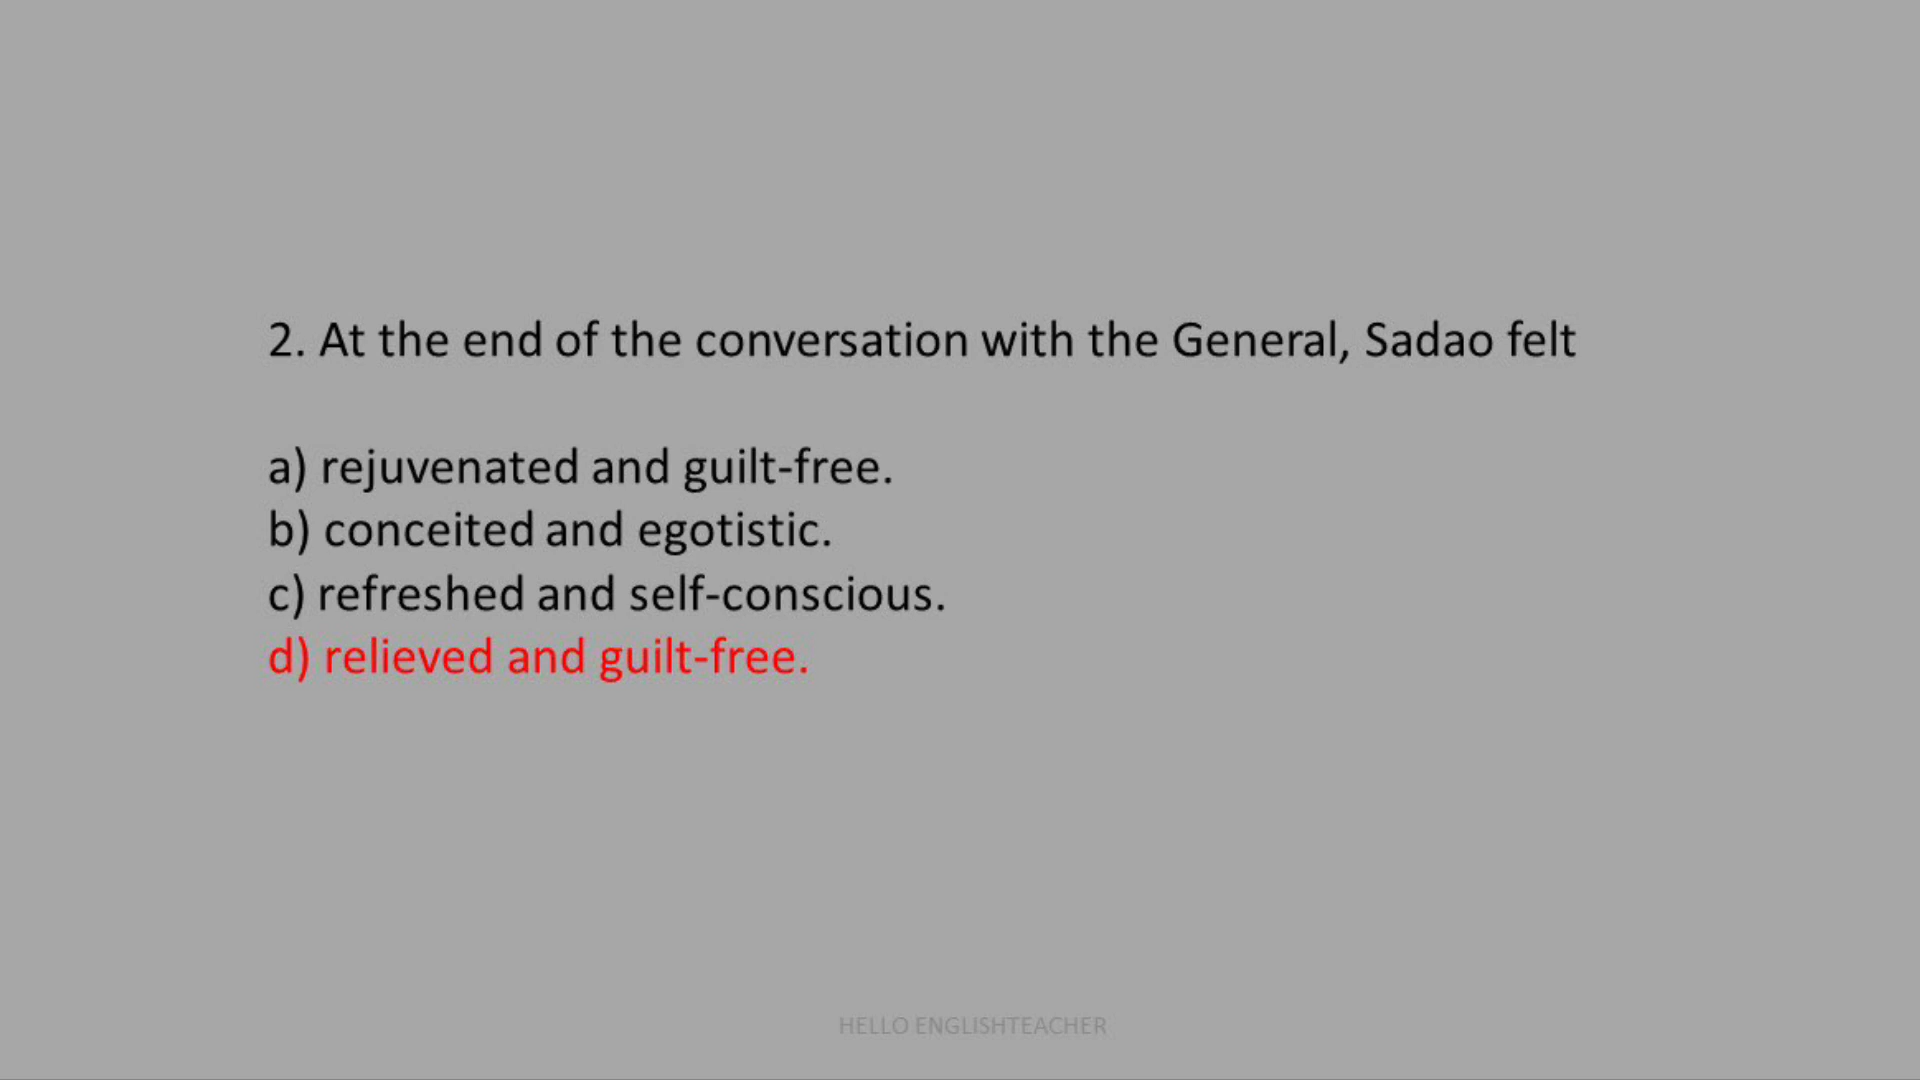 2. At the end of the conversation with the General, Sadao felt
a) rejuvenated and guilt-free.
b) conceited and egotistic.
c) refreshed and self-conscious.
d) relieved and guilt-free.
HELLO ENGLISHTEACHER